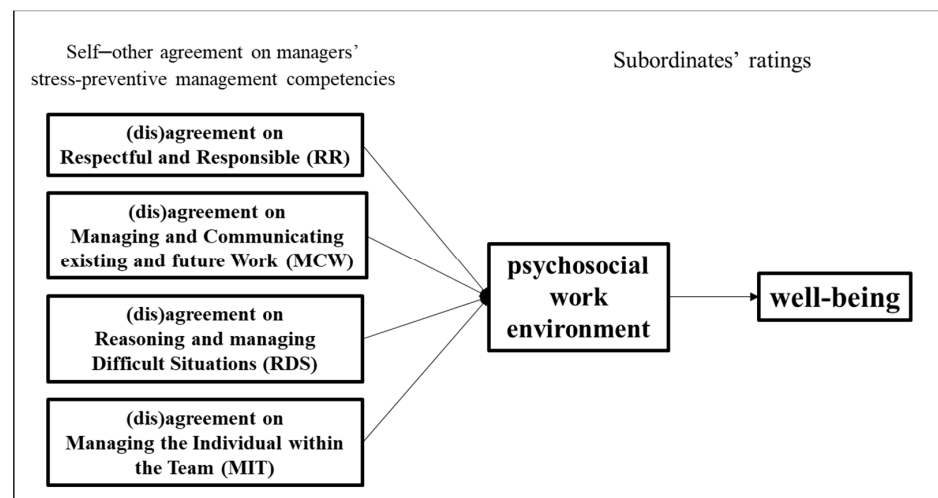 Self–other agreement on managers'
stress-preventive management competencies
Subordinates' ratings
(dis)agreement on
Respectful and Responsible (RR)
(dis)agreement on
Managing and Communicating
existing and future Work (MCW)
(dis)agreement on
Reasoning and managing
Difficult Situations (RDS)
(dis)agreement on
Managing the Individual within
the Team (MIT)
psychosocial
work
environment
well-being